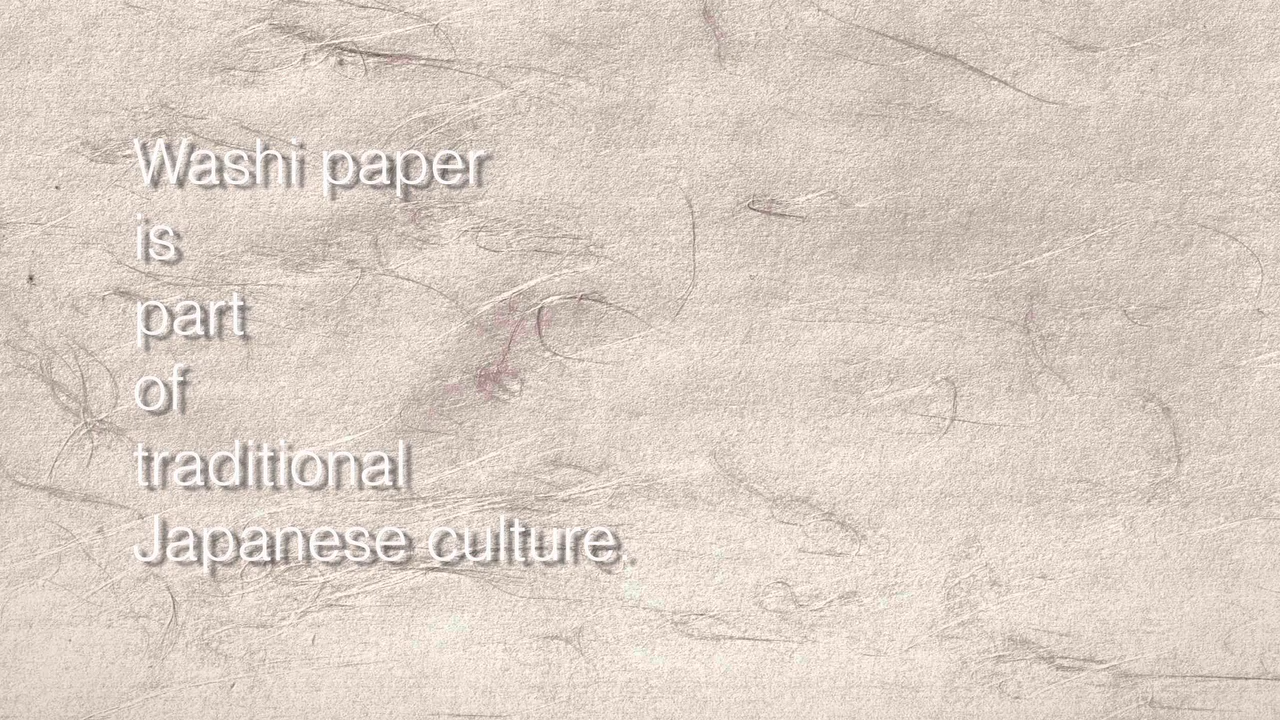 Washi paper
is
part
of
traditional
Japanese culture.